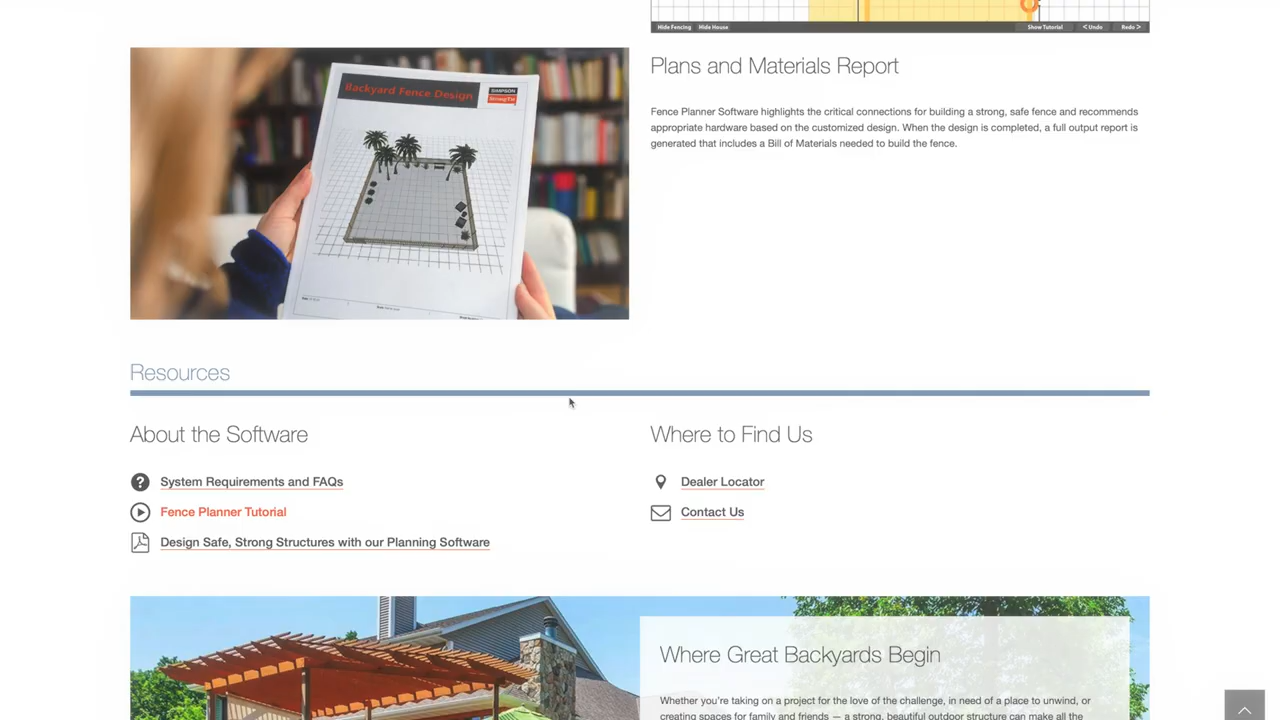 Hide Fencing Hide House Show Tutorial < Undo Redo >
Backyard Fence Design
SIMPSON
Strong-Tie
Plans and Materials Report
Fence Planner Software highlights the critical connections for building a strong, safe fence and recommends
appropriate hardware based on the customized design. When the design is completed, a full output report is
generated that includes a Bill of Materials needed to build the fence.
Resources
About the Software
System Requirements and FAQs
Fence Planner Tutorial
Design Safe, Strong Structures with our Planning Software
Where to Find Us
Dealer Locator
Contact Us
Where Great Backyards Begin
Whether you're taking on a project for the love of the challenge, in need of a place to unwind, or
creating spaces for family and friends — a strong, beautiful outdoor structure can make all the